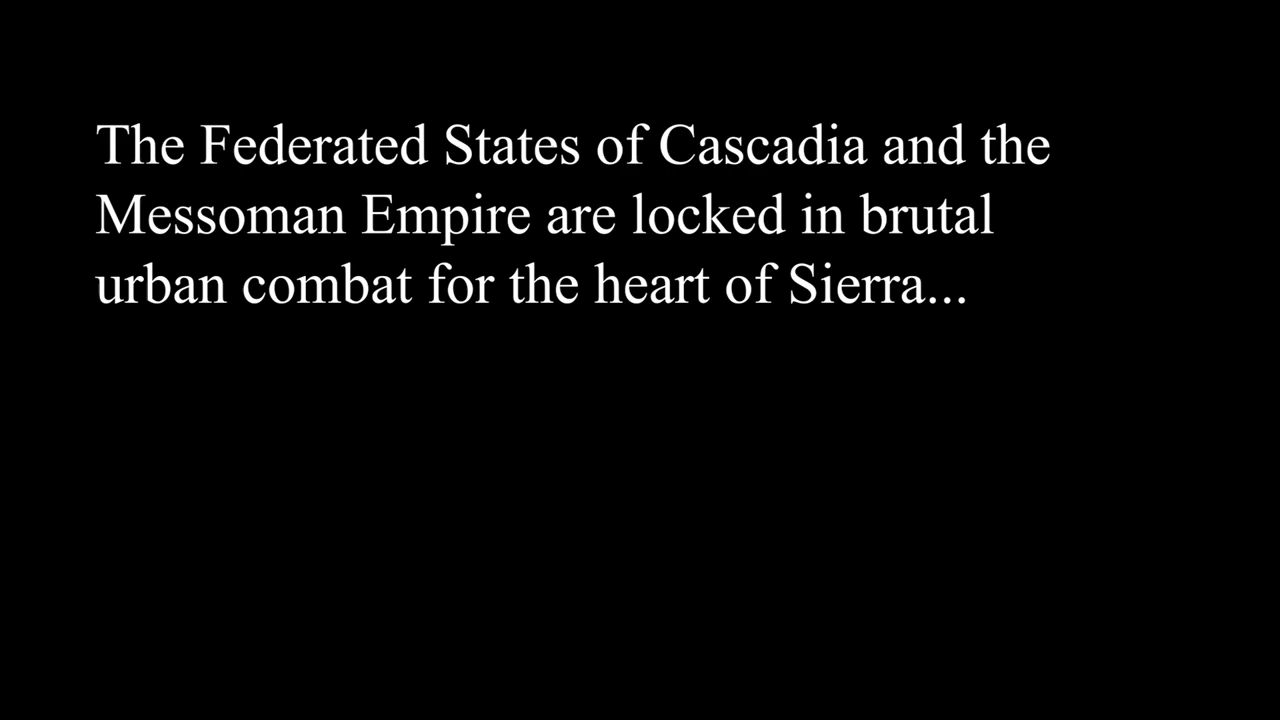 The Federated States of Cascadia and the
Messoman Empire are locked in brutal
urban combat for the heart of Sierra...